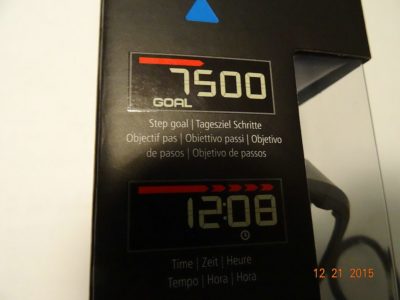 7500
GOAL
Step goal | Tagesziel Schritte
Objectif pas | Obiettivo passi | Objetivo
de pasos | Objetivo de passos
12:08
Time | Zeit | Heure
Tempo | Hora | Hora
12 21 2015